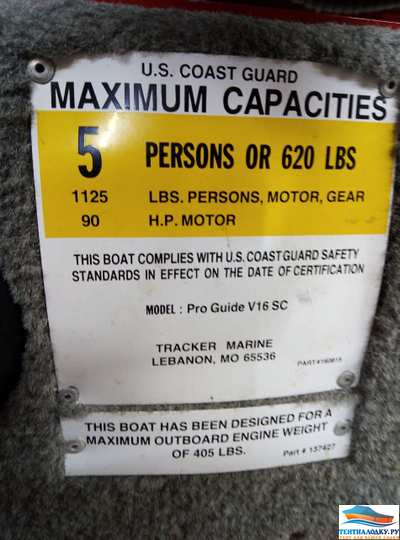 U.S. COAST GUARD
MAXIMUM CAPACITIES
5 PERSONS OR 620 LBS
1125 LBS. PERSONS, MOTOR, GEAR
90 H.P. MOTOR
THIS BOAT COMPLIES WITH U.S. COAST GUARD SAFETY
STANDARDS IN EFFECT ON THE DATE OF CERTIFICATION
MODEL: Pro Guide V16 SC
TRACKER MARINE
LEBANON, MO 65536
THIS BOAT HAS BEEN DESIGNED FOR A
MAXIMUM OUTBOARD ENGINE WEIGHT
OF 405 LBS. Part # 137427
ТЕНТНАЛОДКУ.РУ